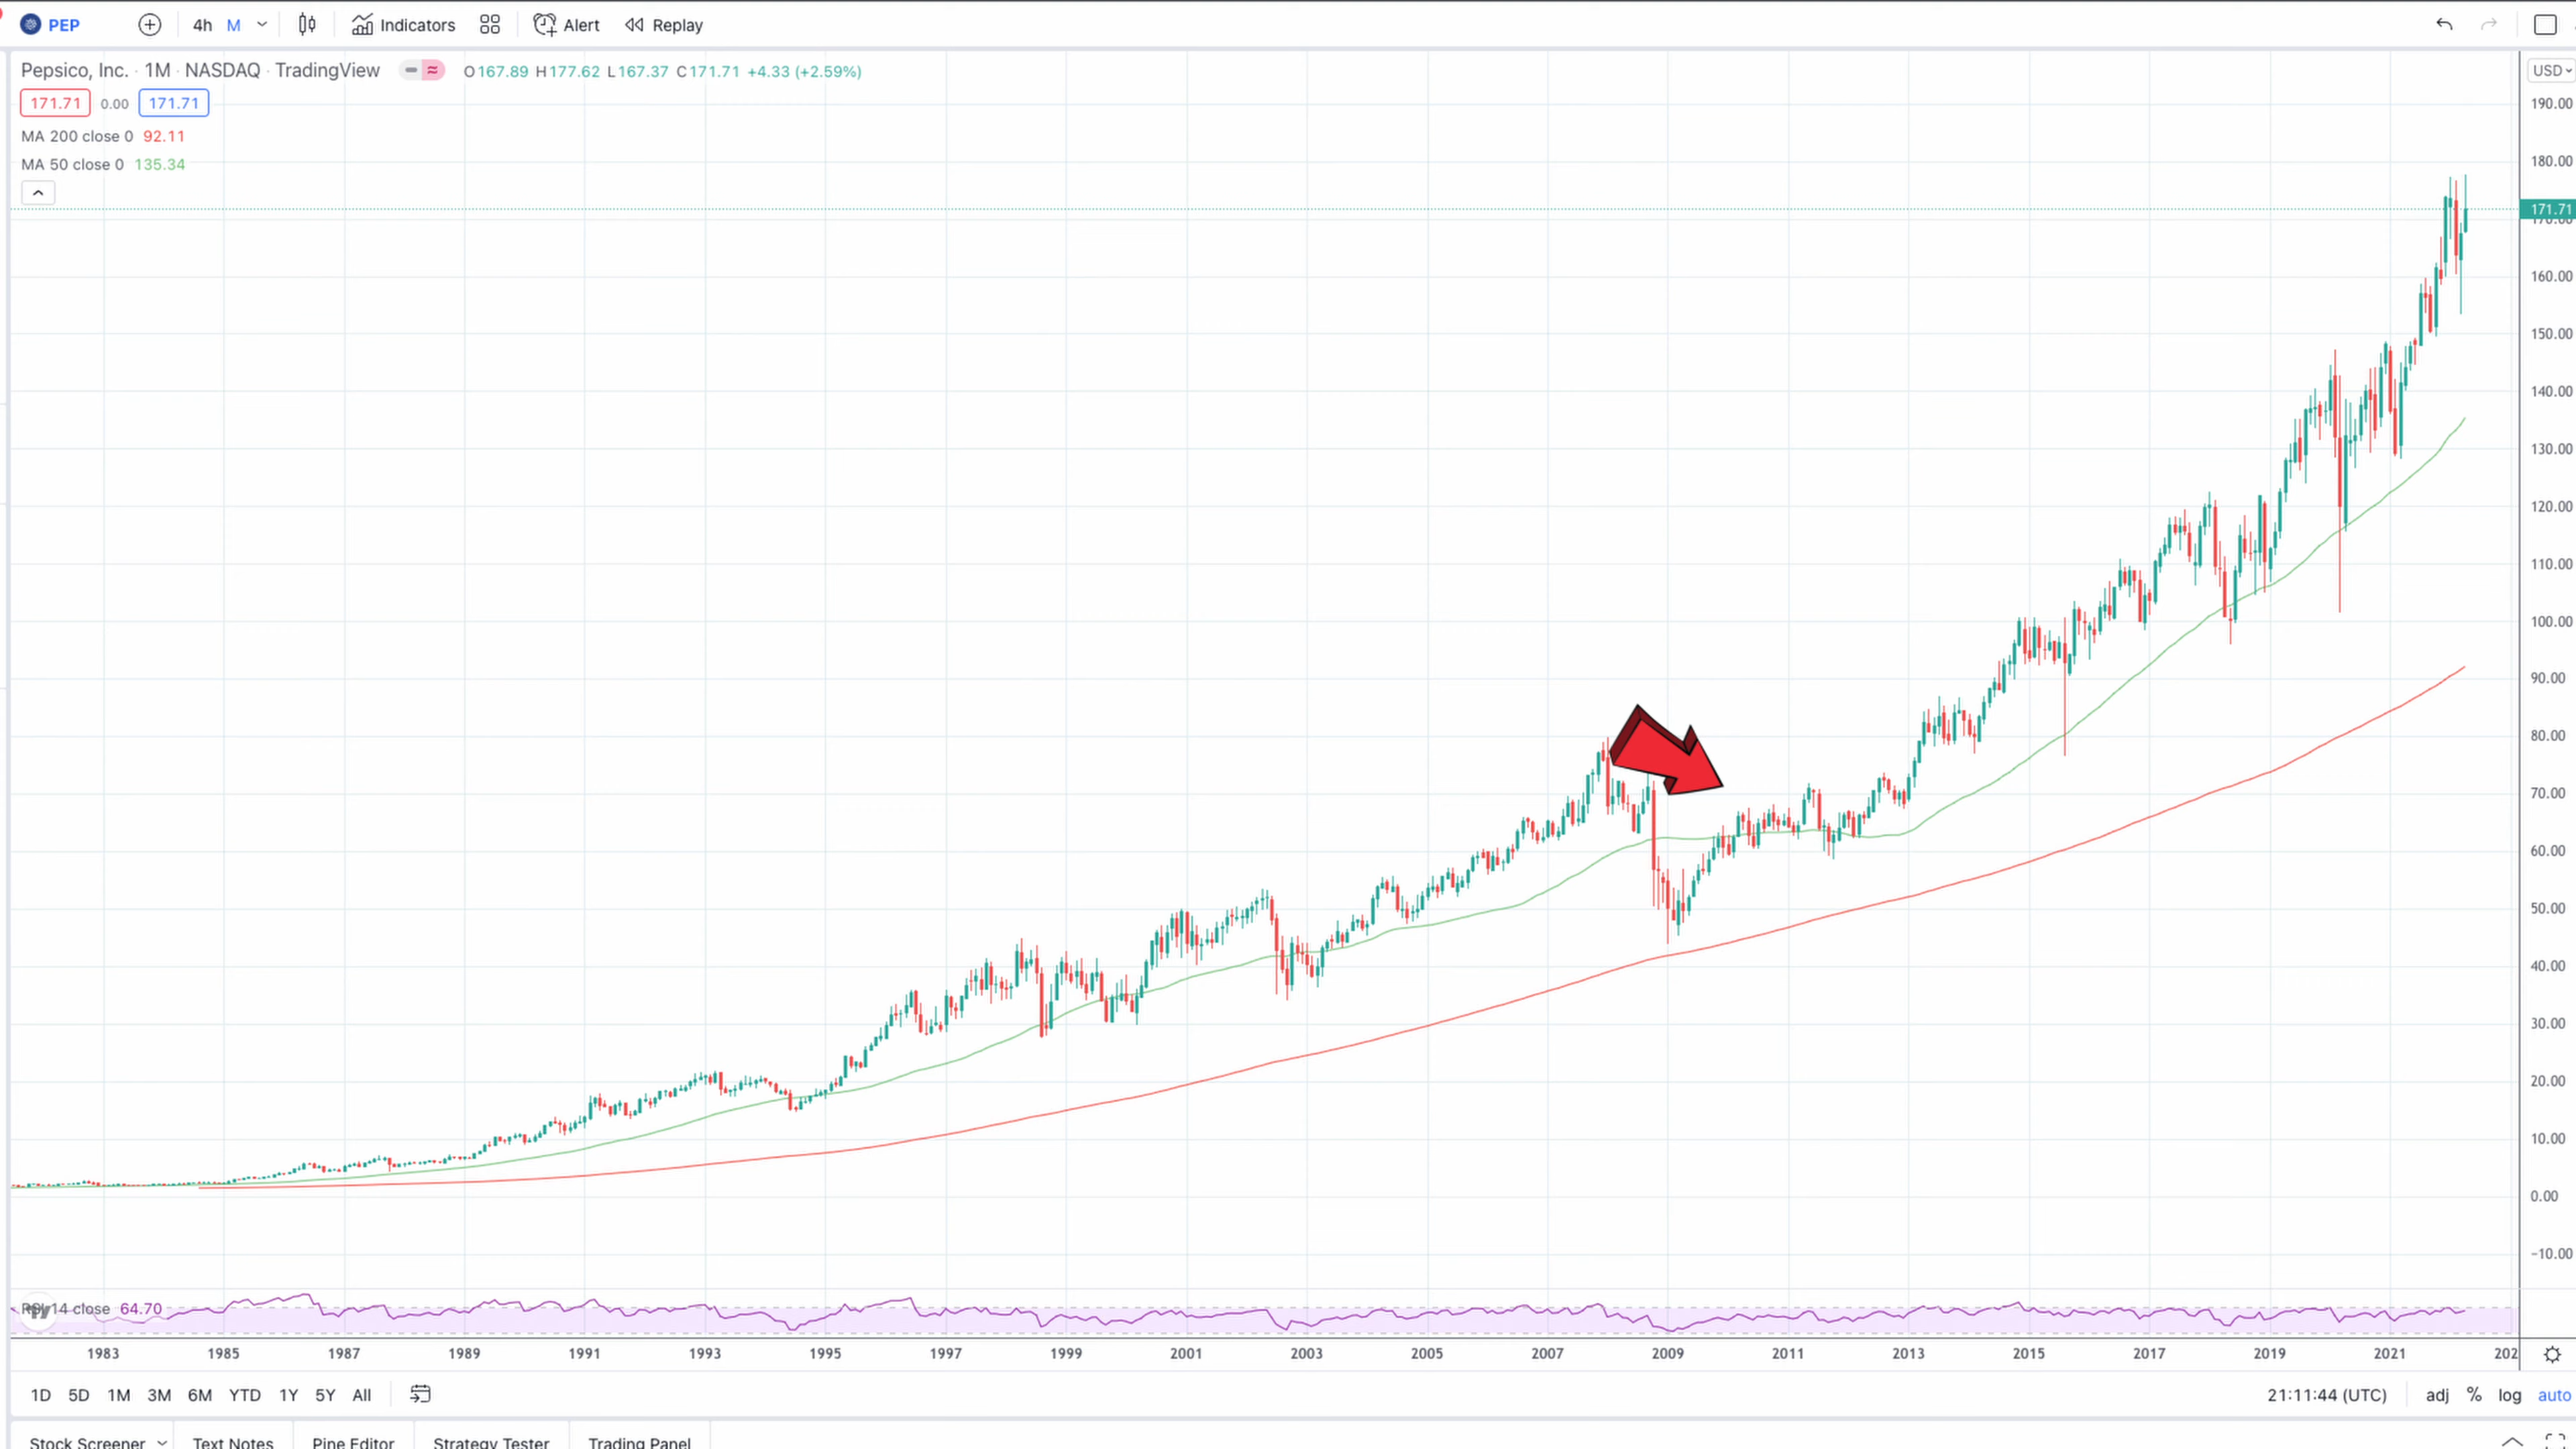 PEP 4h M Indicators Alert Replay
Pepsico, Inc. · 1M · NASDAQ · TradingView O167.89 H177.62 L167.37 C171.71 +4.33 (+2.59%) USD
171.71 0.00 171.71
190.00
MA 200 close 0 92.11
MA 50 close 0 135.34
180.00
171.71
160.00
150.00
140.00
130.00
120.00
110.00
100.00
90.00
80.00
70.00
60.00
50.00
40.00
30.00
20.00
10.00
0.00
−10.00
RSI 14 close 64.70
1983 1985 1987 1989 1991 1993 1995 1997 1999 2001 2003 2005 2007 2009 2011 2013 2015 2017 2019 2021 202
1D 5D 1M 3M 6M YTD 1Y 5Y All 21:11:44 (UTC) adj % log auto
Stock Screener Text Notes Pine Editor Strategy Tester Trading Panel